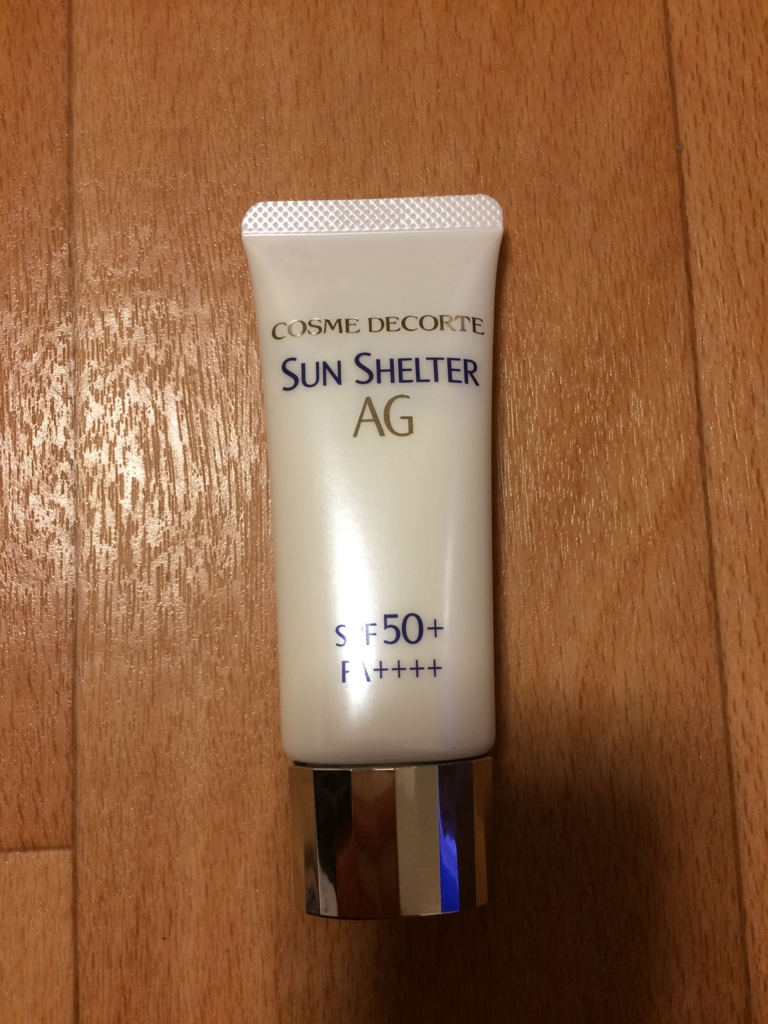 COSME DECORTE
SUN SHELTER
AG
SPF50+
PA++++